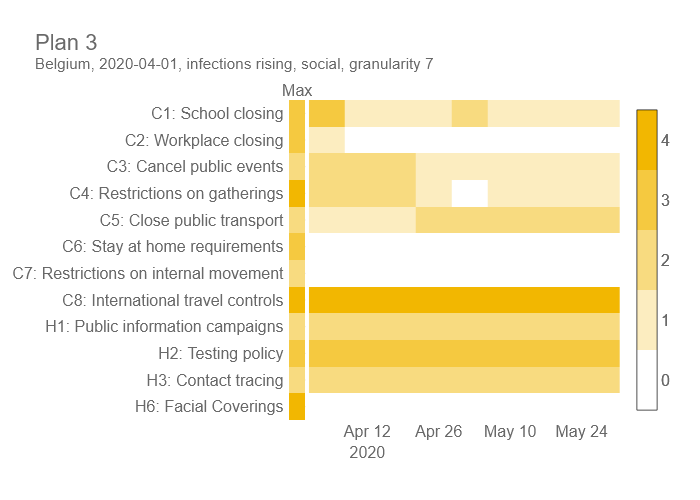 Plan 3
Belgium, 2020-04-01, infections rising, social, granularity 7
Max
C1: School closing
C2: Workplace closing
C3: Cancel public events
C4: Restrictions on gatherings
C5: Close public transport
C6: Stay at home requirements
C7: Restrictions on internal movement
C8: International travel controls
H1: Public information campaigns
H2: Testing policy
H3: Contact tracing
H6: Facial Coverings
4
3
2
1
0
Apr 12 Apr 26 May 10 May 24
2020